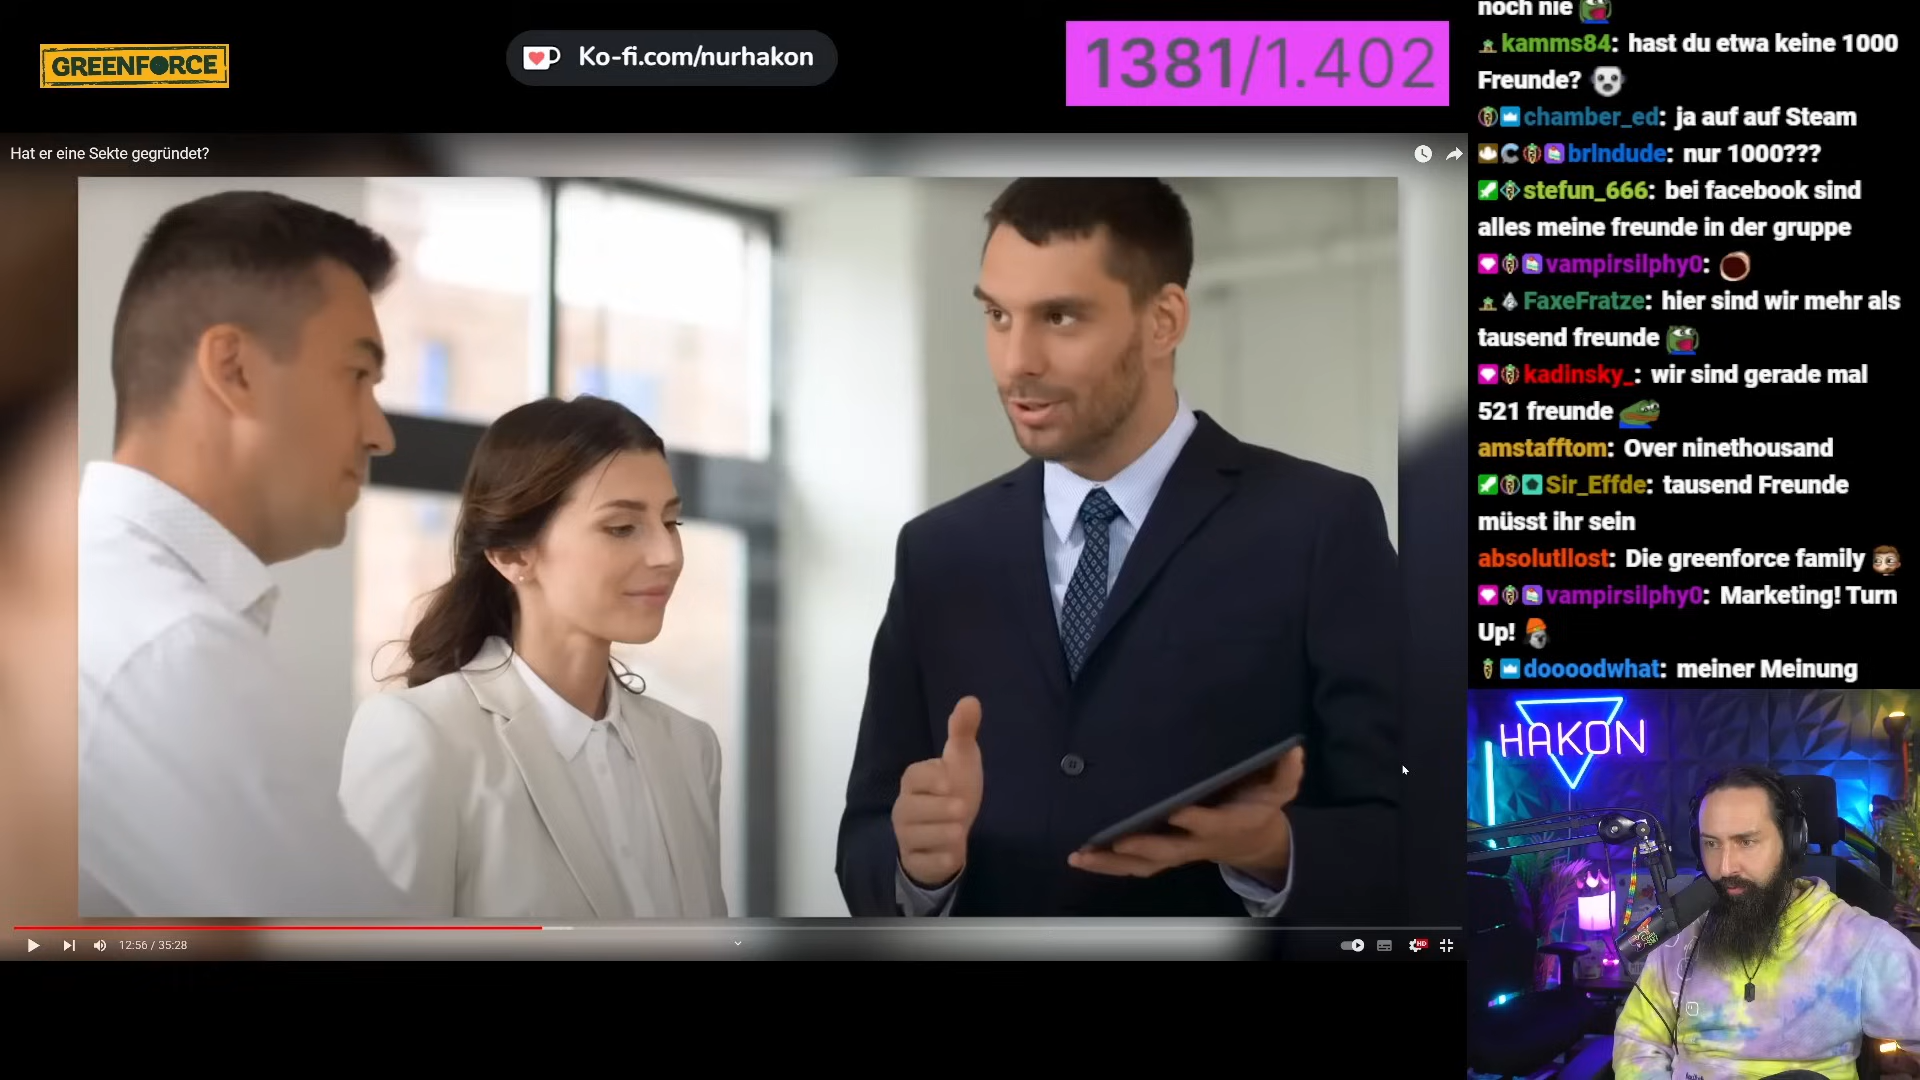 GREENFORCE
Ko-fi.com/nurhakon
1381/1.402
Hat er eine Sekte gegründet?
12:56 / 35:28
HD
noch nie
kamms84: hast du etwa keine 1000
Freunde?
chamber_ed: ja auf auf Steam
brlndude: nur 1000???
stefun_666: bei facebook sind
alles meine freunde in der gruppe
vampirsilphy0:
FaxeFratze: hier sind wir mehr als
tausend freunde
kadinsky_: wir sind gerade mal
521 freunde
amstafftom: Over ninethousand
Sir_Effde: tausend Freunde
müsst ihr sein
absolutllost: Die greenforce family
vampirsilphy0: Marketing! Turn
Up!
doooodwhat: meiner Meinung
HAKON